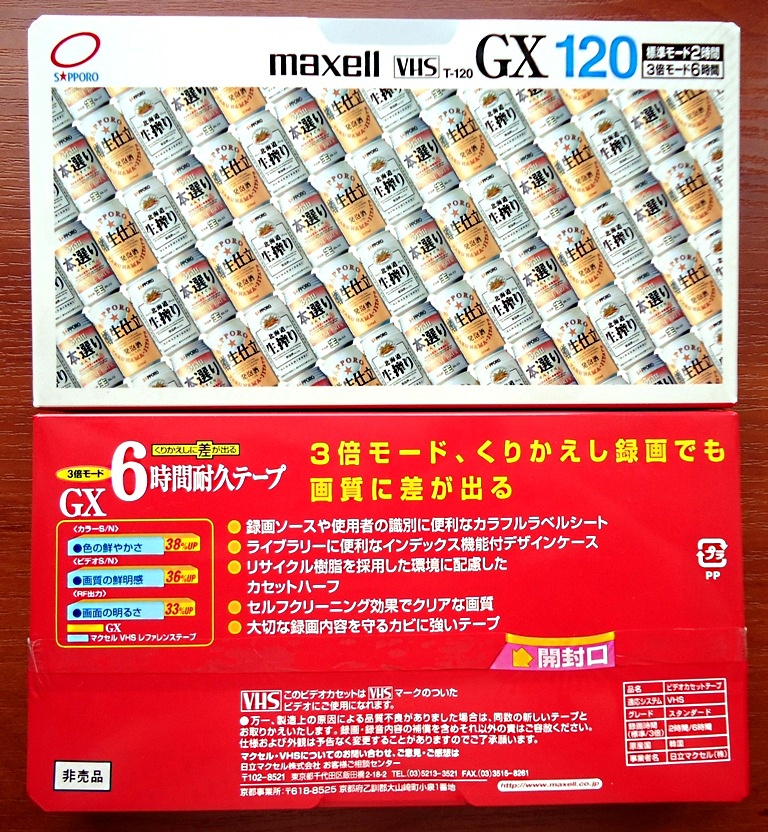 SAPPORO
maxell VHS T-120 GX 120
標準モード2時間
3倍モード6時間
本選り
生仕立
北海道
生搾り
発泡酒
3倍モード
GX
くりかえしに差が出る
6時間耐久テープ
3倍モード、くりかえし録画でも
画質に差が出る
〈カラーS/N〉
●色の鮮やかさ 38%UP
〈ビデオS/N〉
●画質の鮮明感 36%UP
〈RF出力〉
●画面の明るさ 33%UP
GX
マクセル VHS レファレンステープ
●録画ソースや使用者の識別に便利なカラフルラベルシート
●ライブラリーに便利なインデックス機能付デザインケース
●リサイクル樹脂を採用した環境に配慮した
カセットハーフ
●セルフクリーニング効果でクリアな画質
●大切な録画内容を守るカビに強いテープ
プラ
PP
開封口
VHS このビデオカセットは VHS マークのついた
ビデオにご使用になれます。
●万一、製造上の原因による品質不良がありました場合は、同数の新しいテープと
お取りかえいたします。録画・録音内容の補償を含めそれ以外の責はご容赦ください。
仕様および外観は予告なく変更することがありますのでご了承願います。
マクセル・VHSについてのお問い合わせ、ご意見・ご感想は
日立マクセル株式会社 お客様ご相談センター
〒102-8521 東京都千代田区飯田橋2-18-2 TEL.(03)5213-3521 FAX.(03)3515-8261
京都事業所:〒618-8525 京都府乙訓郡大山崎町小泉1番地
http://www.maxell.co.jp
品名 ビデオカセットテープ
適応システム VHS
グレード スタンダード
録画時間(標準/3倍) 2時間/6時間
原産国 韓国
事業者名 日立マクセル(株)
非売品